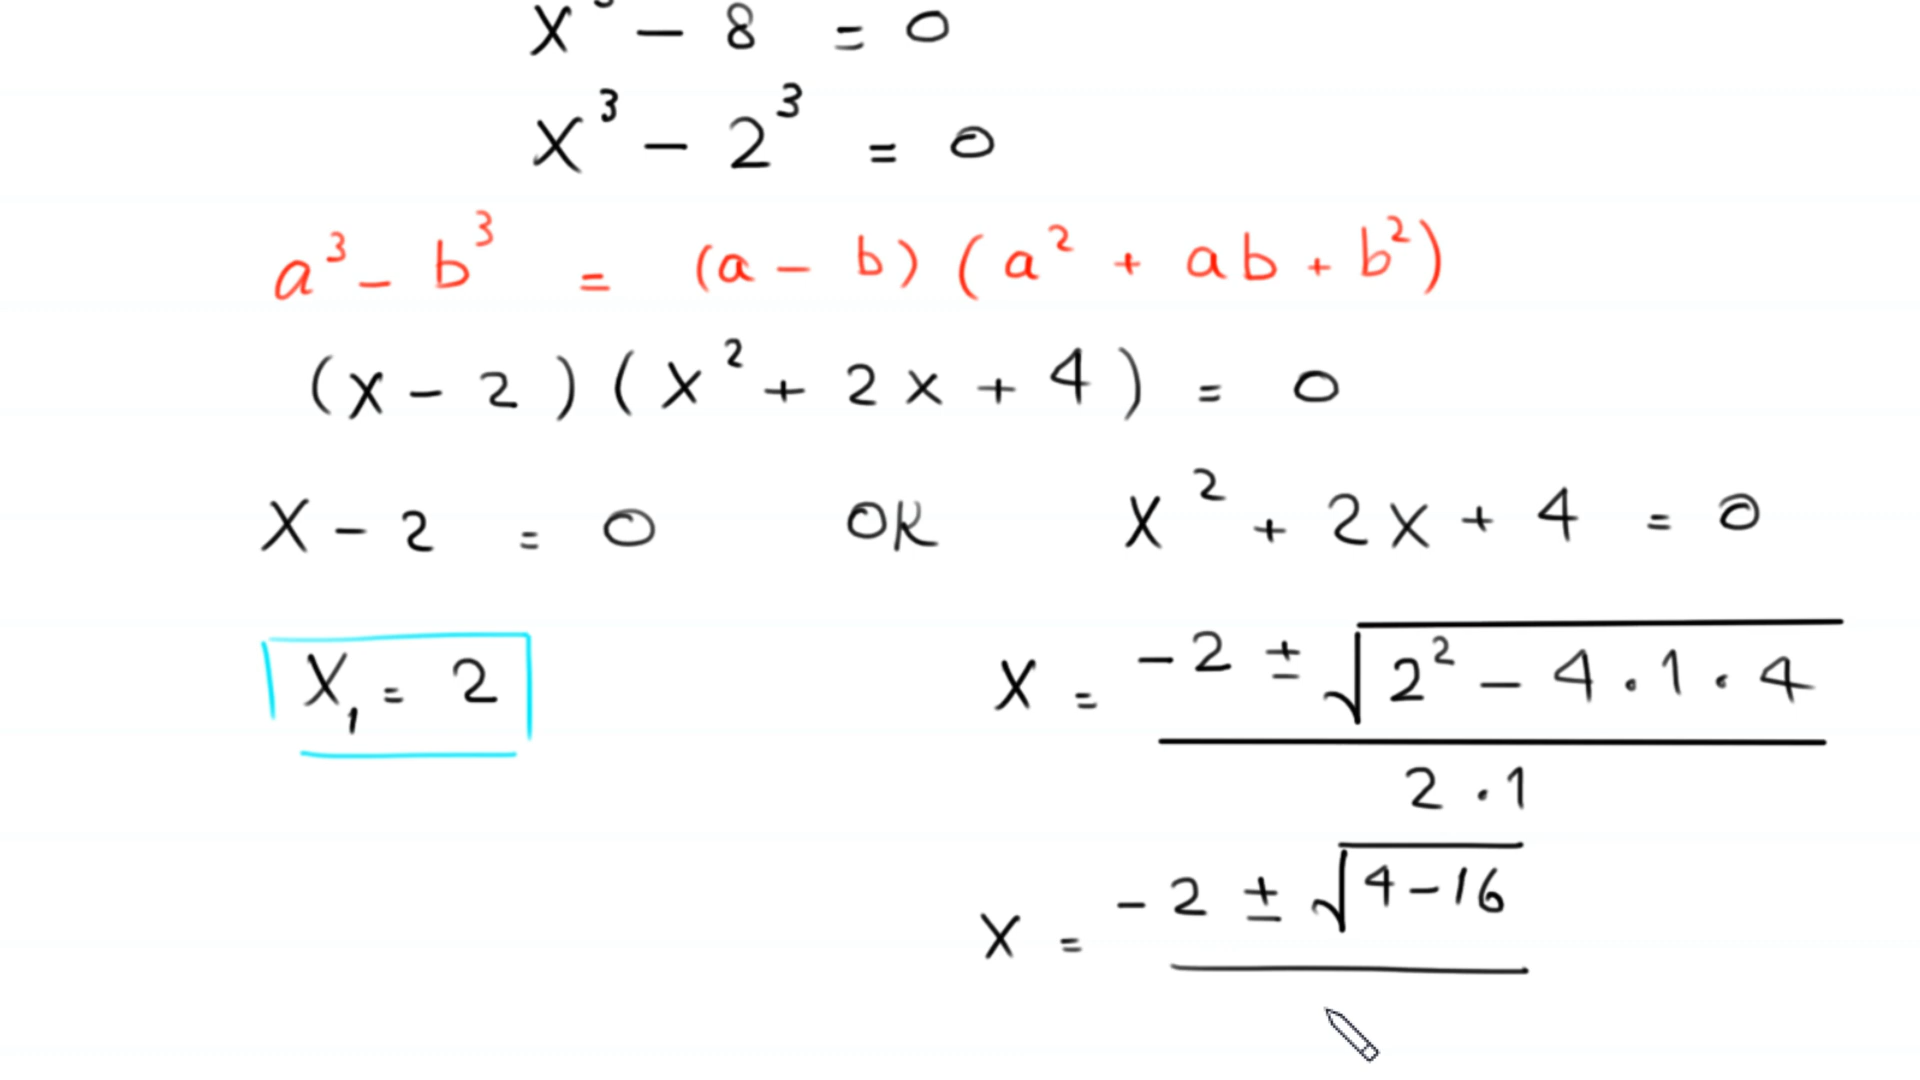 x³ - 8 = 0
x³ - 2³ = 0
a³ - b³ = (a - b)(a² + ab + b²)
(x - 2)(x² + 2x + 4) = 0
x - 2 = 0 OR x² + 2x + 4 = 0
x₁ = 2
x = (-2 ± √(2² - 4·1·4)) / (2·1)
x = -2 ± √(4-16)